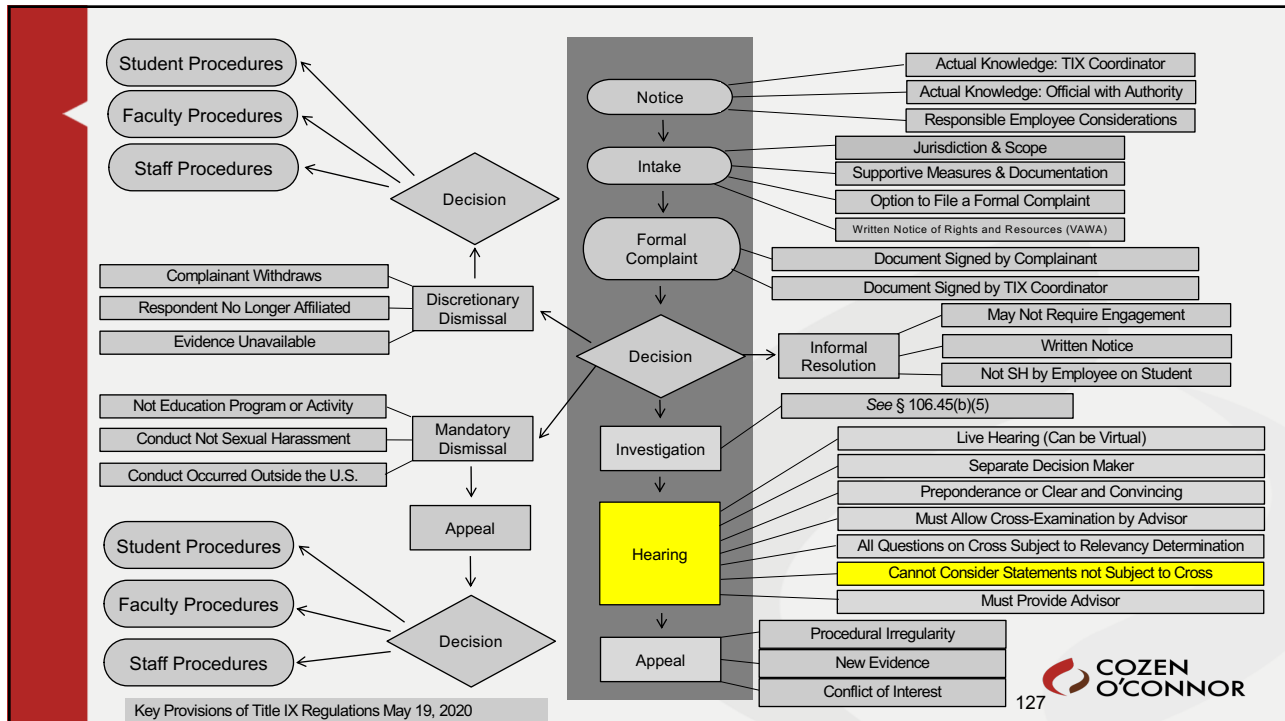 Student Procedures
Faculty Procedures
Staff Procedures
Decision
Complainant Withdraws
Respondent No Longer Affiliated
Evidence Unavailable
Discretionary
Dismissal
Not Education Program or Activity
Conduct Not Sexual Harassment
Conduct Occurred Outside the U.S.
Mandatory
Dismissal
Appeal
Student Procedures
Faculty Procedures
Staff Procedures
Decision
Notice
Actual Knowledge: TIX Coordinator
Actual Knowledge: Official with Authority
Responsible Employee Considerations
Intake
Jurisdiction & Scope
Supportive Measures & Documentation
Option to File a Formal Complaint
Written Notice of Rights and Resources (VAWA)
Formal
Complaint
Document Signed by Complainant
Document Signed by TIX Coordinator
Decision
Informal
Resolution
May Not Require Engagement
Written Notice
Not SH by Employee on Student
Investigation
See § 106.45(b)(5)
Hearing
Live Hearing (Can be Virtual)
Separate Decision Maker
Preponderance or Clear and Convincing
Must Allow Cross-Examination by Advisor
All Questions on Cross Subject to Relevancy Determination
Cannot Consider Statements not Subject to Cross
Must Provide Advisor
Appeal
Procedural Irregularity
New Evidence
Conflict of Interest
Key Provisions of Title IX Regulations May 19, 2020
127
COZEN
O'CONNOR